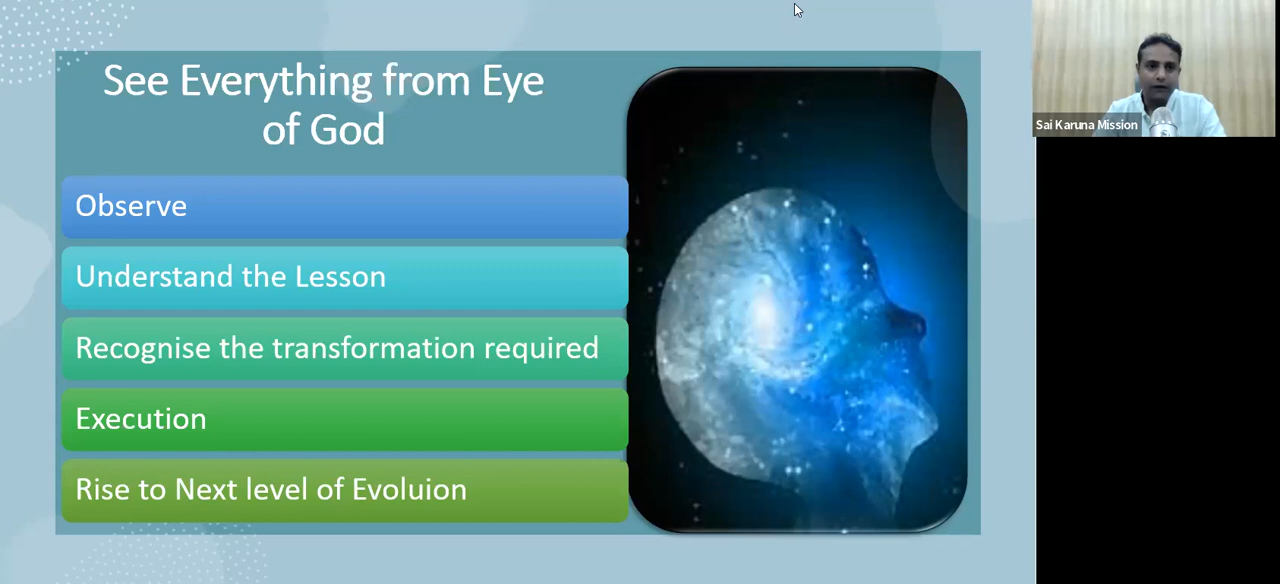 See Everything from Eye
of God
Observe
Understand the Lesson
Recognise the transformation required
Execution
Rise to Next level of Evoluion
Sai Karuna Mission